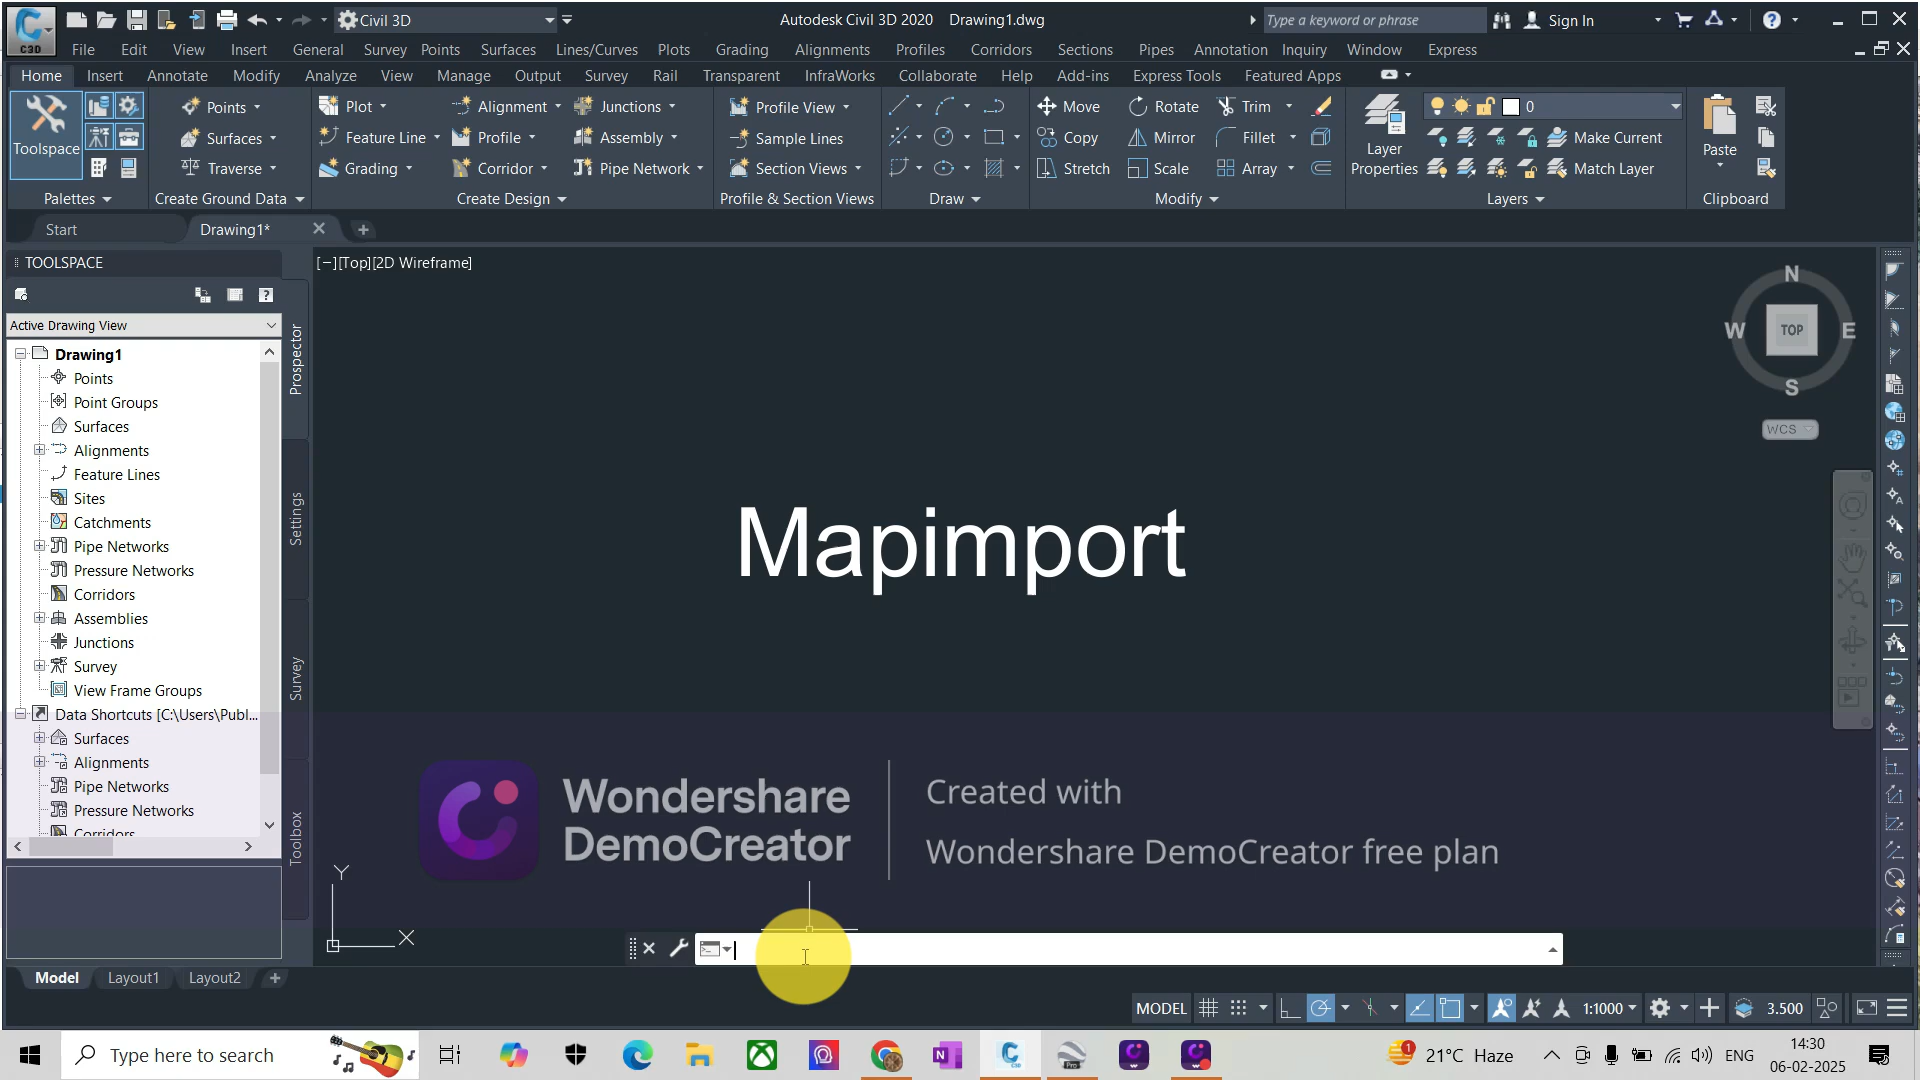 C3D
Civil 3D
Autodesk Civil 3D 2020 Drawing1.dwg
Type a keyword or phrase
Sign In
File Edit View Insert General Survey Points Surfaces Lines/Curves Plots Grading Alignments Profiles Corridors Sections Pipes Annotation Inquiry Window Express
Home Insert Annotate Modify Analyze View Manage Output Survey Rail Transparent InfraWorks Collaborate Help Add-ins Express Tools Featured Apps
Points Plot Alignment Junctions Profile View Move Rotate Trim 0
Toolspace Surfaces Feature Line Profile Assembly Sample Lines Copy Mirror Fillet Layer Properties Make Current Paste
Traverse Grading Corridor Pipe Network Section Views Stretch Scale Array Match Layer
Palettes Create Ground Data Create Design Profile & Section Views Draw Modify Layers Clipboard
Start Drawing1*
TOOLSPACE
[−][Top][2D Wireframe]
Active Drawing View
Drawing1
Points
Point Groups
Surfaces
Alignments
Feature Lines
Sites
Catchments
Pipe Networks
Pressure Networks
Corridors
Assemblies
Junctions
Survey
View Frame Groups
Data Shortcuts [C:\Users\Publ...
Surfaces
Alignments
Pipe Networks
Pressure Networks
Corridors
Prospector
Settings
Survey
Toolbox
N
W TOP E
S
WCS
Mapimport
Wondershare
DemoCreator
Created with
Wondershare DemoCreator free plan
Y
X
Model Layout1 Layout2
MODEL 1:1000 3.500
Type here to search
Pro
21°C Haze
ENG
14:30
06-02-2025
1